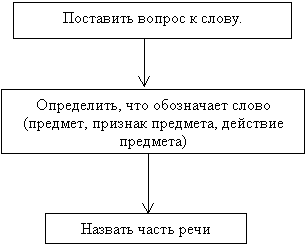 Поставить вопрос к слову.
Определить, что обозначает слово
(предмет, признак предмета, действие
предмета)
Назвать часть речи